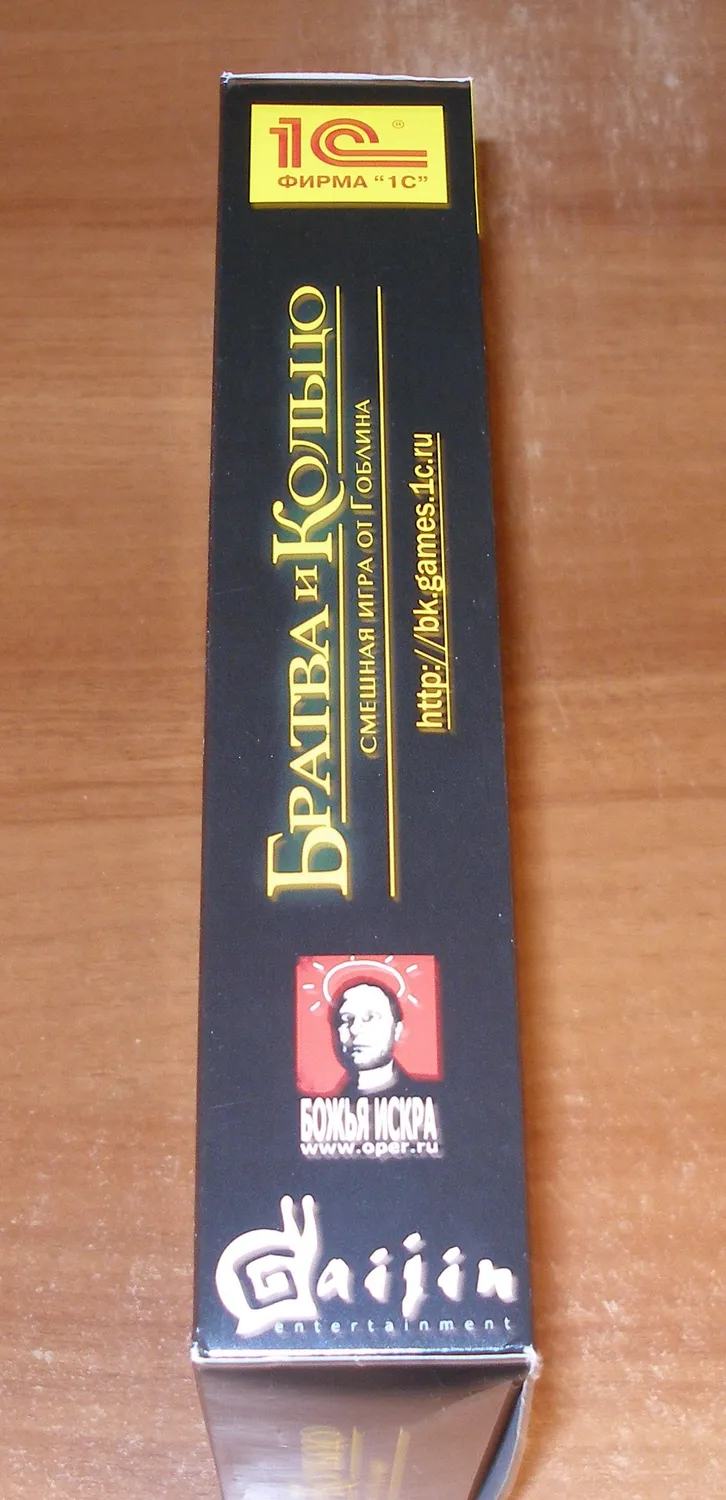 1С®
ФИРМА "1С"
БРАТВА И КОЛЬЦО
СМЕШНАЯ ИГРА ОТ ГОБЛИНА
http://bk.games.1c.ru
БОЖЬЯ ИСКРА
www.oper.ru
Gaijin
entertainment